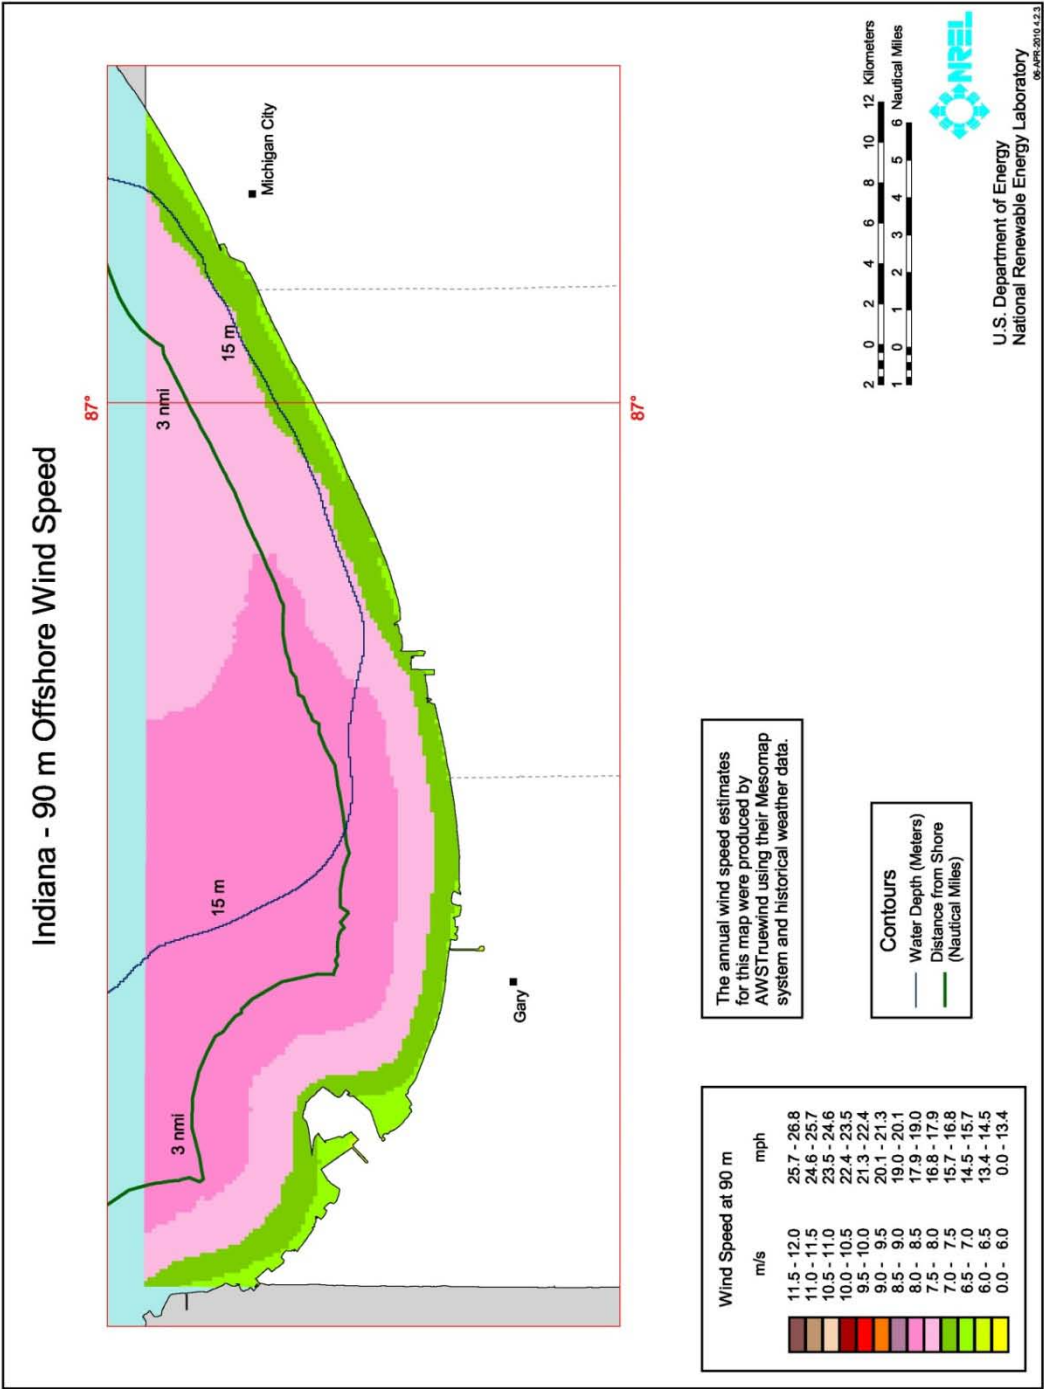 Indiana - 90 m Offshore Wind Speed
87°
3 nmi
15 m
15 m
3 nmi
Michigan City
Gary
87°
Wind Speed at 90 m
m/s mph
11.5 - 12.0 25.7 - 26.8
11.0 - 11.5 24.6 - 25.7
10.5 - 11.0 23.5 - 24.6
10.0 - 10.5 22.4 - 23.5
9.5 - 10.0 21.3 - 22.4
9.0 - 9.5 20.1 - 21.3
8.5 - 9.0 19.0 - 20.1
8.0 - 8.5 17.9 - 19.0
7.5 - 8.0 16.8 - 17.9
7.0 - 7.5 15.7 - 16.8
6.5 - 7.0 14.5 - 15.7
6.0 - 6.5 13.4 - 14.5
0.0 - 6.0 0.0 - 13.4
The annual wind speed estimates
for this map were produced by
AWSTruewind using their Mesomap
system and historical weather data.
Contours
Water Depth (Meters)
Distance from Shore
(Nautical Miles)
2 0 2 4 6 8 10 12 Kilometers
1 0 1 2 3 4 5 6 Nautical Miles
NREL
U.S. Department of Energy
National Renewable Energy Laboratory
06-APR-2010 4.2.3